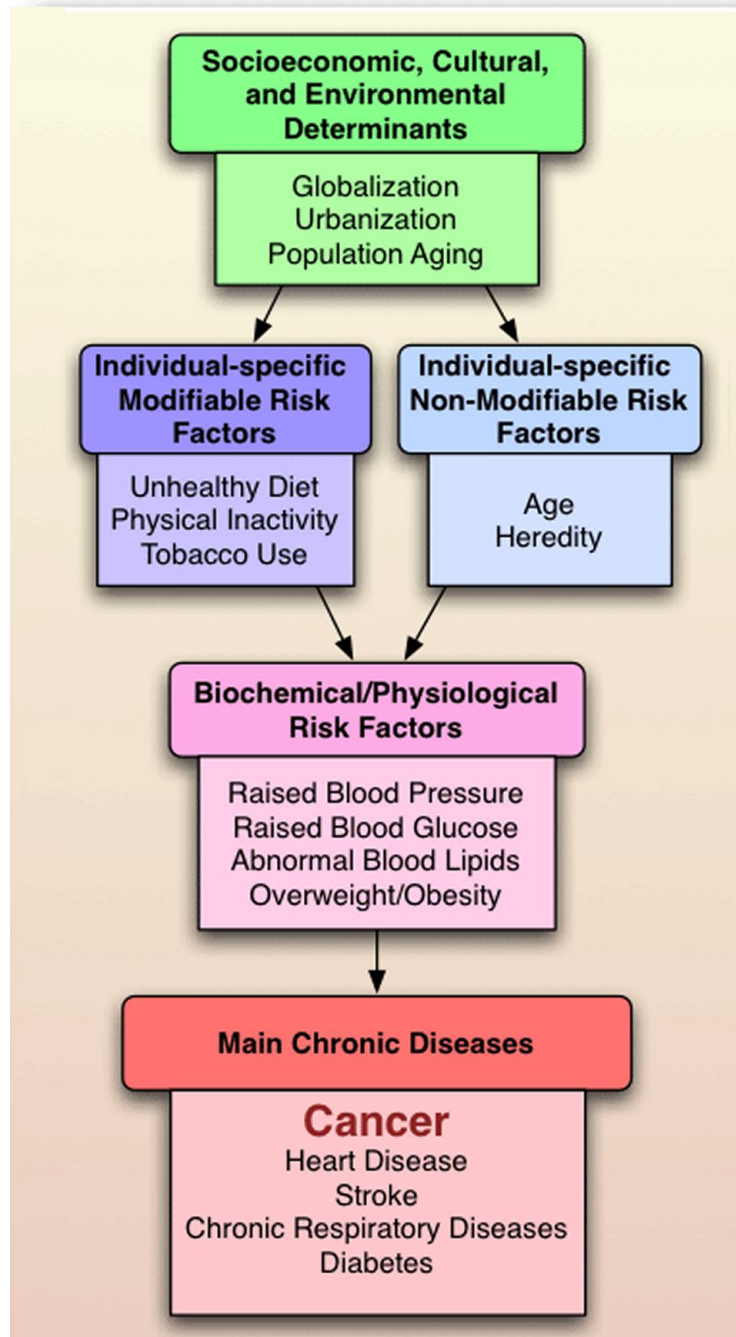 Socioeconomic, Cultural,
and Environmental
Determinants
Globalization
Urbanization
Population Aging
Individual-specific
Modifiable Risk
Factors
Unhealthy Diet
Physical Inactivity
Tobacco Use
Individual-specific
Non-Modifiable Risk
Factors
Age
Heredity
Biochemical/Physiological
Risk Factors
Raised Blood Pressure
Raised Blood Glucose
Abnormal Blood Lipids
Overweight/Obesity
Main Chronic Diseases
Cancer
Heart Disease
Stroke
Chronic Respiratory Diseases
Diabetes